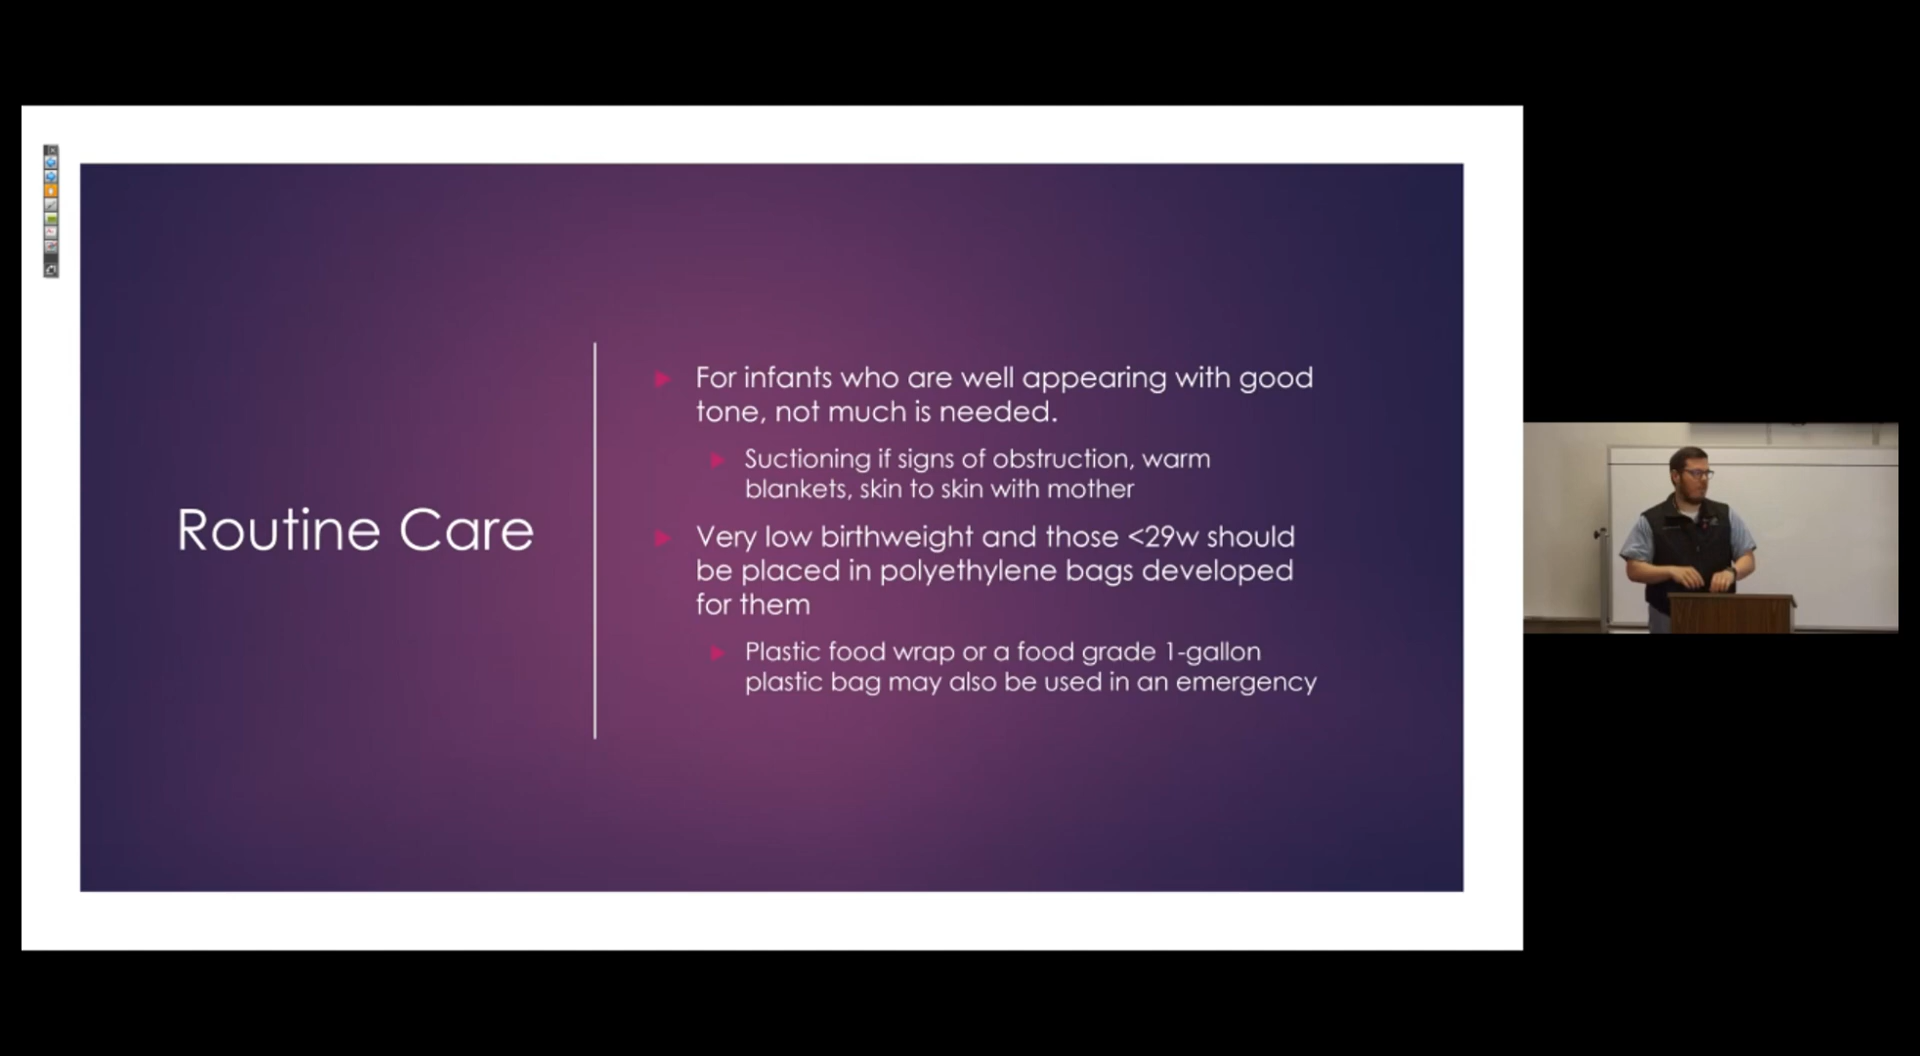 Routine Care
For infants who are well appearing with good
tone, not much is needed.
Suctioning if signs of obstruction, warm
blankets, skin to skin with mother
Very low birthweight and those <29w should
be placed in polyethylene bags developed
for them
Plastic food wrap or a food grade 1-gallon
plastic bag may also be used in an emergency